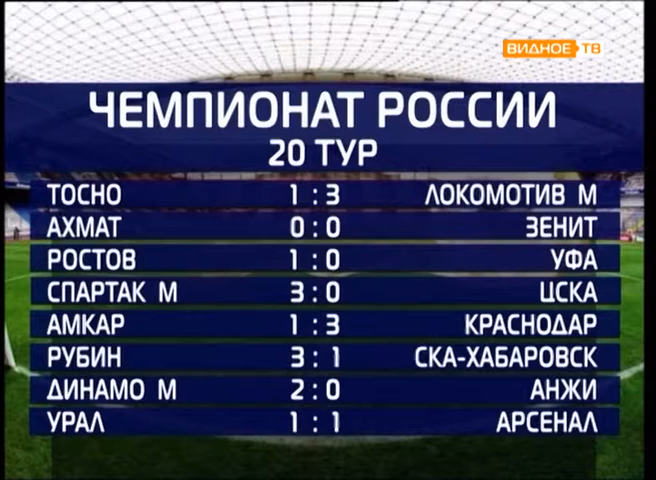 ВИДНОЕ ТВ
ЧЕМПИОНАТ РОССИИ
20 ТУР
ТОСНО 1 : 3 ЛОКОМОТИВ М
АХМАТ 0 : 0 ЗЕНИТ
РОСТОВ 1 : 0 УФА
СПАРТАК М 3 : 0 ЦСКА
АМКАР 1 : 3 КРАСНОДАР
РУБИН 3 : 1 СКА-ХАБАРОВСК
ДИНАМО М 2 : 0 АНЖИ
УРАЛ 1 : 1 АРСЕНАЛ